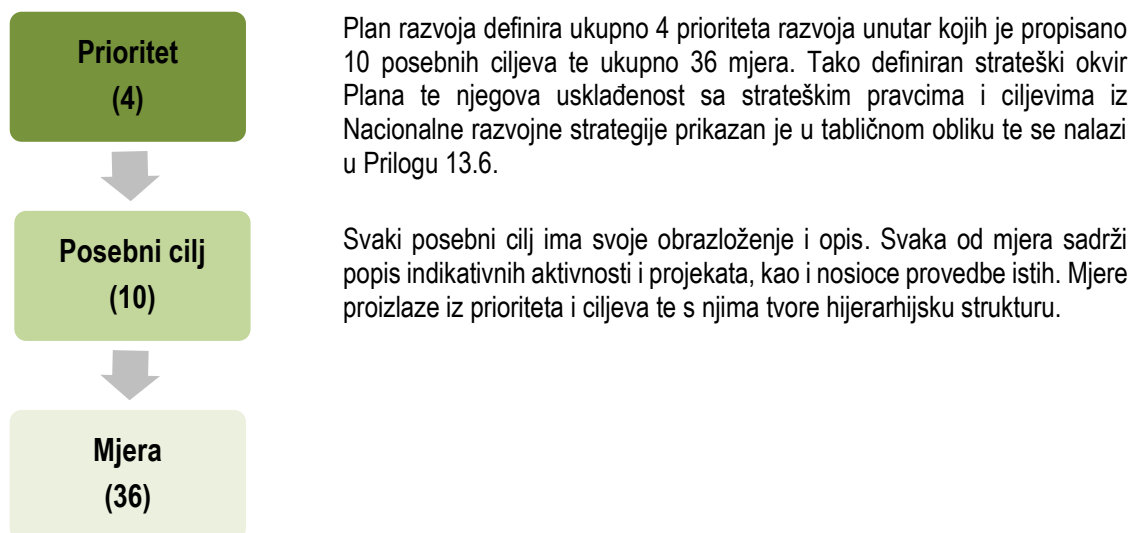 Prioritet
(4)
Plan razvoja definira ukupno 4 prioriteta razvoja unutar kojih je propisano
10 posebnih ciljeva te ukupno 36 mjera. Tako definiran strateški okvir
Plana te njegova usklađenost sa strateškim pravcima i ciljevima iz
Nacionalne razvojne strategije prikazan je u tabličnom obliku te se nalazi
u Prilogu 13.6.
Posebni cilj
(10)
Svaki posebni cilj ima svoje obrazloženje i opis. Svaka od mjera sadrži
popis indikativnih aktivnosti i projekata, kao i nosioce provedbe istih. Mjere
proizlaze iz prioriteta i ciljeva te s njima tvore hijerarhijsku strukturu.
Mjera
(36)